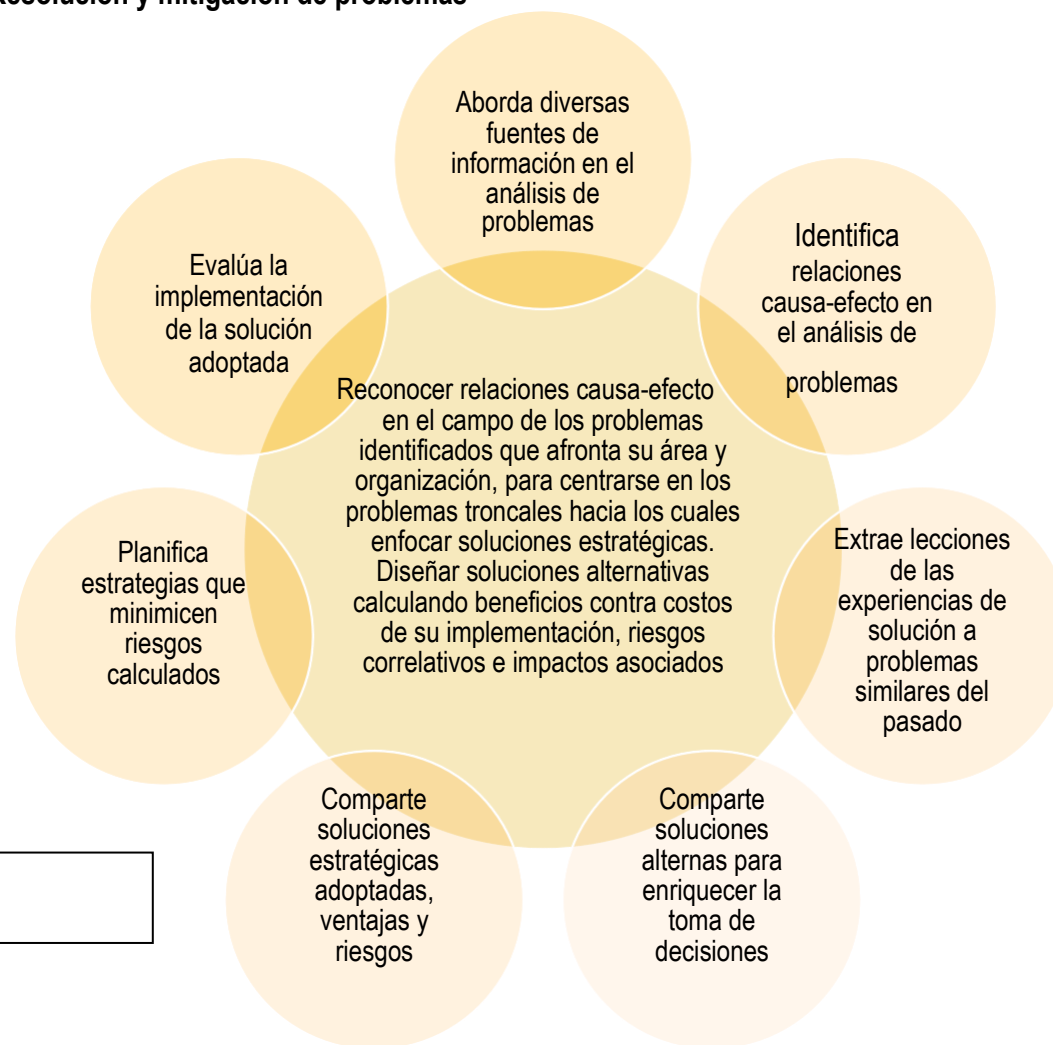 Resolución y mitigación de problemas
Aborda diversas
fuentes de
información en el
análisis de
problemas
Identifica
relaciones
causa-efecto en
el análisis de
problemas
Extrae lecciones
de las
experiencias de
solución a
problemas
similares del
pasado
Comparte
soluciones
alternas para
enriquecer la
toma de
decisiones
Comparte
soluciones
estratégicas
adoptadas,
ventajas y
riesgos
Planifica
estrategias que
minimicen
riesgos
calculados
Evalúa la
implementación
de la solución
adoptada
Reconocer relaciones causa-efecto
en el campo de los problemas
identificados que afronta su área y
organización, para centrarse en los
problemas troncales hacia los cuales
enfocar soluciones estratégicas.
Diseñar soluciones alternativas
calculando beneficios contra costos
de su implementación, riesgos
correlativos e impactos asociados